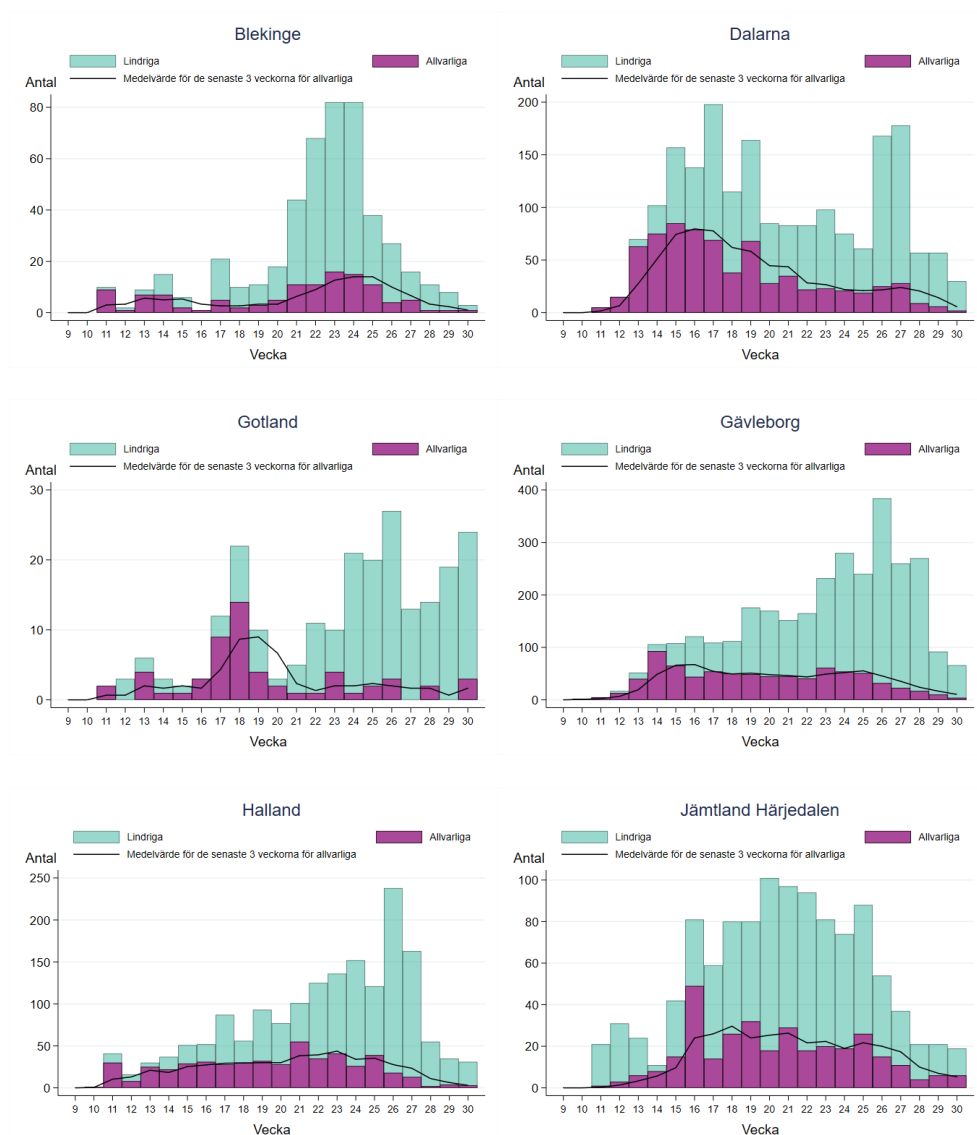 Blekinge
Lindriga Allvarliga
Medelvärde för de senaste 3 veckorna för allvarliga
Antal
80
60
40
20
0
9 10 11 12 13 14 15 16 17 18 19 20 21 22 23 24 25 26 27 28 29 30
Vecka
Dalarna
Lindriga Allvarliga
Medelvärde för de senaste 3 veckorna för allvarliga
Antal
200
150
100
50
0
9 10 11 12 13 14 15 16 17 18 19 20 21 22 23 24 25 26 27 28 29 30
Vecka
Gotland
Lindriga Allvarliga
Medelvärde för de senaste 3 veckorna för allvarliga
Antal
30
20
10
0
9 10 11 12 13 14 15 16 17 18 19 20 21 22 23 24 25 26 27 28 29 30
Vecka
Gävleborg
Lindriga Allvarliga
Medelvärde för de senaste 3 veckorna för allvarliga
Antal
400
300
200
100
0
9 10 11 12 13 14 15 16 17 18 19 20 21 22 23 24 25 26 27 28 29 30
Vecka
Halland
Lindriga Allvarliga
Medelvärde för de senaste 3 veckorna för allvarliga
Antal
250
200
150
100
50
0
9 10 11 12 13 14 15 16 17 18 19 20 21 22 23 24 25 26 27 28 29 30
Vecka
Jämtland Härjedalen
Lindriga Allvarliga
Medelvärde för de senaste 3 veckorna för allvarliga
Antal
100
80
60
40
20
0
9 10 11 12 13 14 15 16 17 18 19 20 21 22 23 24 25 26 27 28 29 30
Vecka